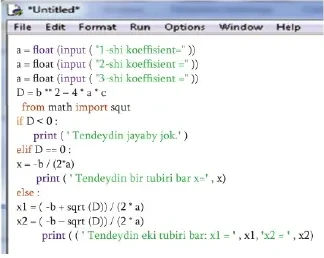 *Untitled*
File Edit Format Run Options Window Help
a = float (input ( "1-shi koeffisient=" ))
a = float (input ( "2-shi koeffisient =" ))
a = float (input ( "3-shi koeffisient =" ))
D = b ** 2 – 4 * a * c
from math import squt
if D < 0 :
print ( ' Tendeydin jayaby jok.' )
elif D == 0 :
x = -b / (2*a)
print ( ' Tendeydin bir tubiri bar x=' , x)
else :
x1 = ( -b + sqrt (D)) / (2 * a)
x2 = ( -b – sqrt (D)) / (2 * a)
print ( ( ' Tendeydin eki tubiri bar: x1 = ' , x1, 'x2 = ' , x2)